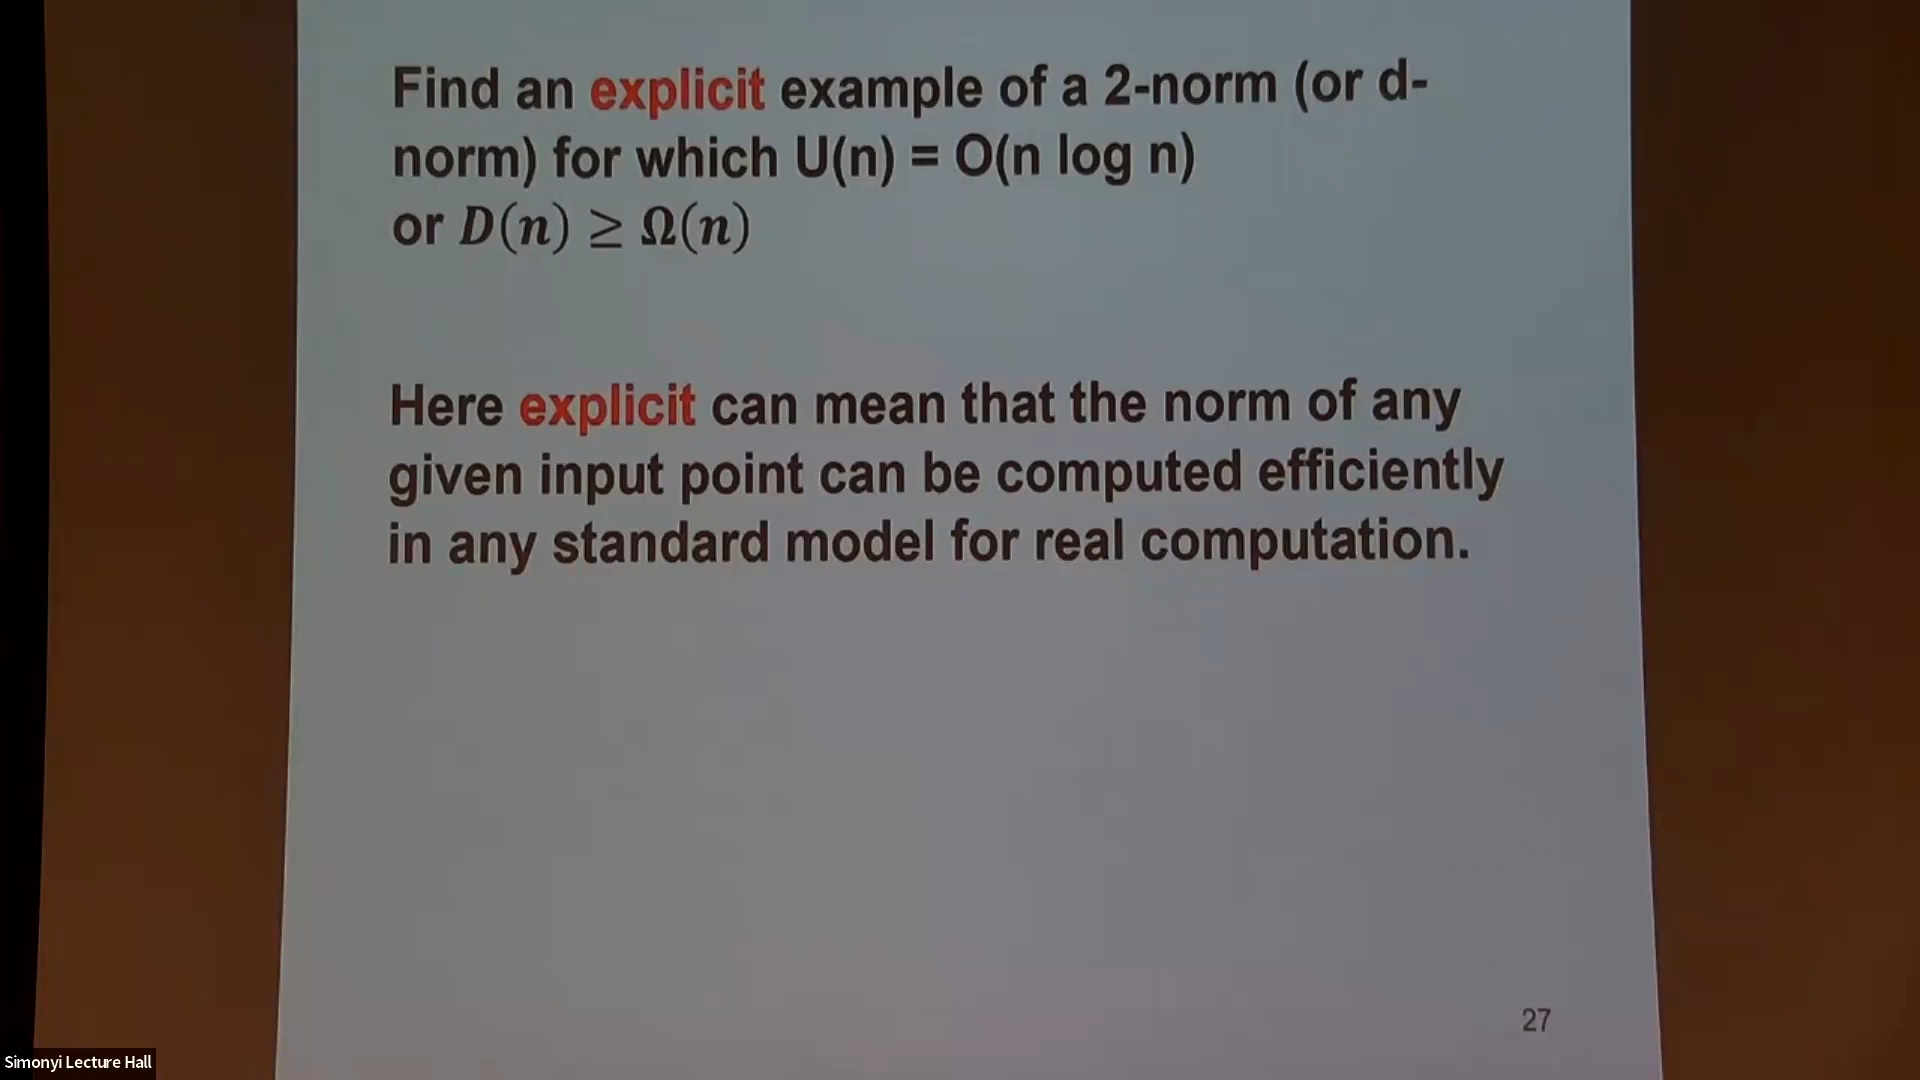 Find an explicit example of a 2-norm (or d-
norm) for which U(n) = O(n log n)
or D(n) ≥ Ω(n)
Here explicit can mean that the norm of any
given input point can be computed efficiently
in any standard model for real computation.
27
Simonyi Lecture Hall